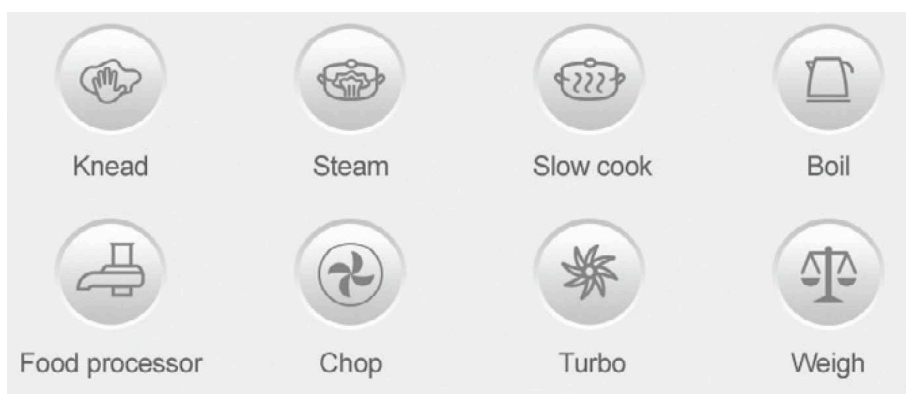 Knead
Steam
Slow cook
Boil
Food processor
Chop
Turbo
Weigh